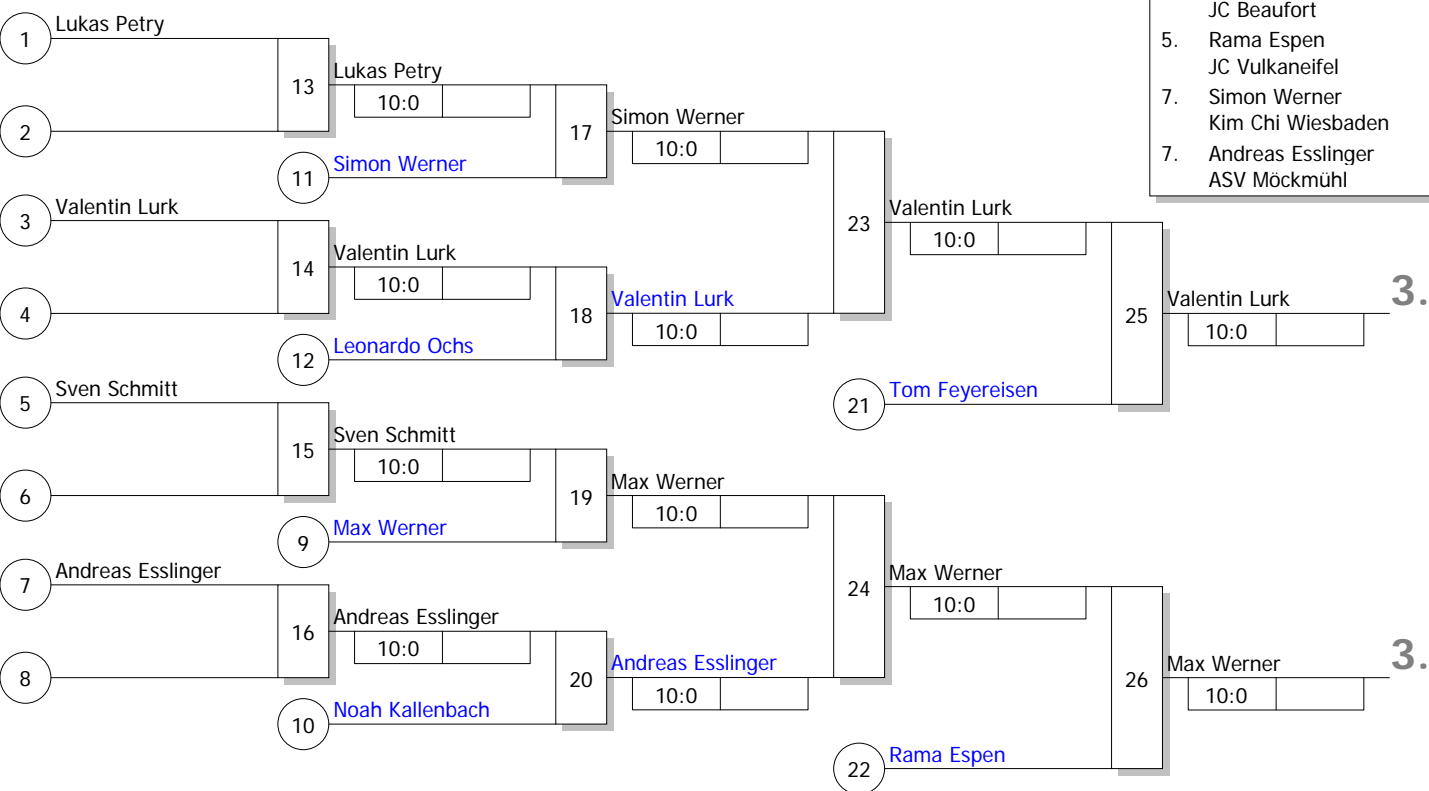 JC Beaufort
5. Rama Espen
JC Vulkaneifel
7. Simon Werner
Kim Chi Wiesbaden
7. Andreas Esslinger
ASV Möckmühl
1 Lukas Petry
13 Lukas Petry
10:0
2
17 Simon Werner
10:0
11 Simon Werner
3 Valentin Lurk
23 Valentin Lurk
10:0
14 Valentin Lurk
10:0
4
18 Valentin Lurk
10:0
12 Leonardo Ochs
25 Valentin Lurk 3.
10:0
5 Sven Schmitt
21 Tom Feyereisen
15 Sven Schmitt
10:0
6
19 Max Werner
10:0
9 Max Werner
7 Andreas Esslinger
24 Max Werner
10:0
16 Andreas Esslinger
10:0
8
20 Andreas Esslinger
10:0
26 Max Werner 3.
10:0
10 Noah Kallenbach
22 Rama Espen